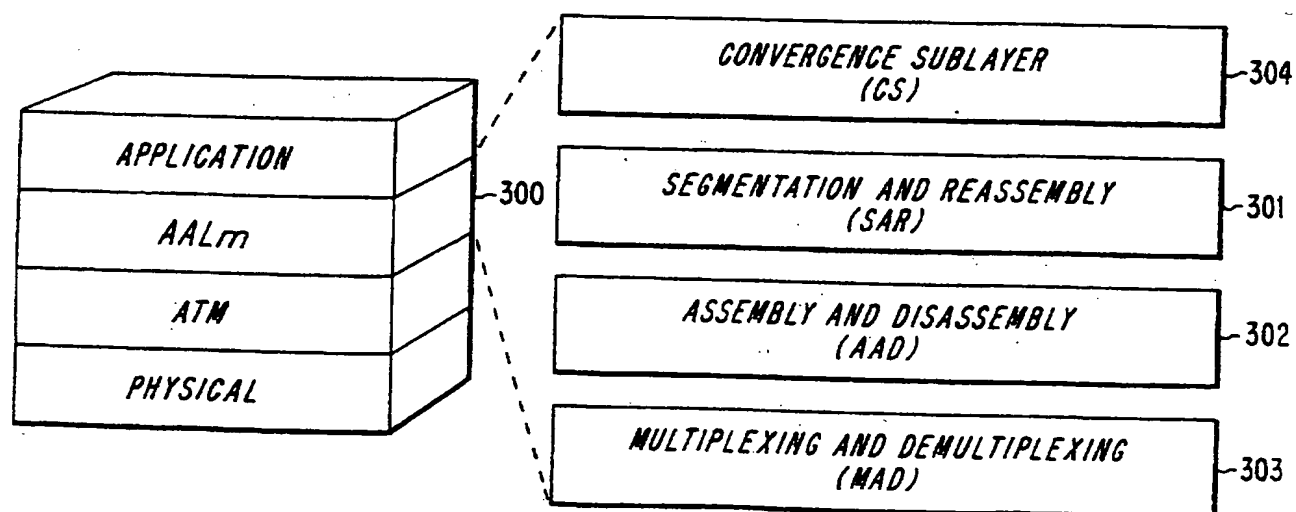 APPLICATION
AALm
ATM
PHYSICAL
300
CONVERGENCE SUBLAYER
(CS)
304
SEGMENTATION AND REASSEMBLY
(SAR)
301
ASSEMBLY AND DISASSEMBLY
(AAD)
302
MULTIPLEXING AND DEMULTIPLEXING
(MAD)
303